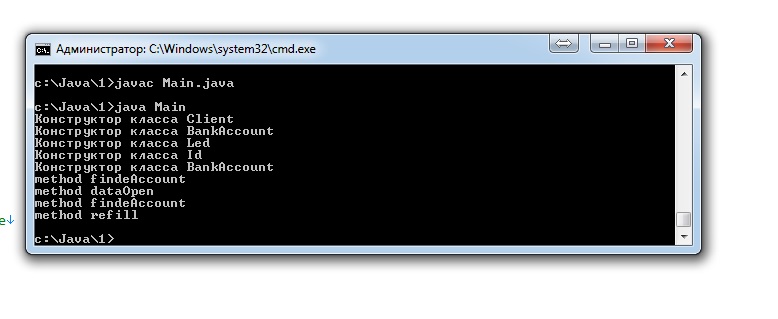 Администратор: C:\Windows\system32\cmd.exe
c:\Java\1>javac Main.java
c:\Java\1>java Main
Конструктор класса Client
Конструктор класса BankAccount
Конструктор класса Led
Конструктор класса Id
Конструктор класса BankAccount
method findeAccount
method dataOpen
method findeAccount
method refill
e↓
c:\Java\1>